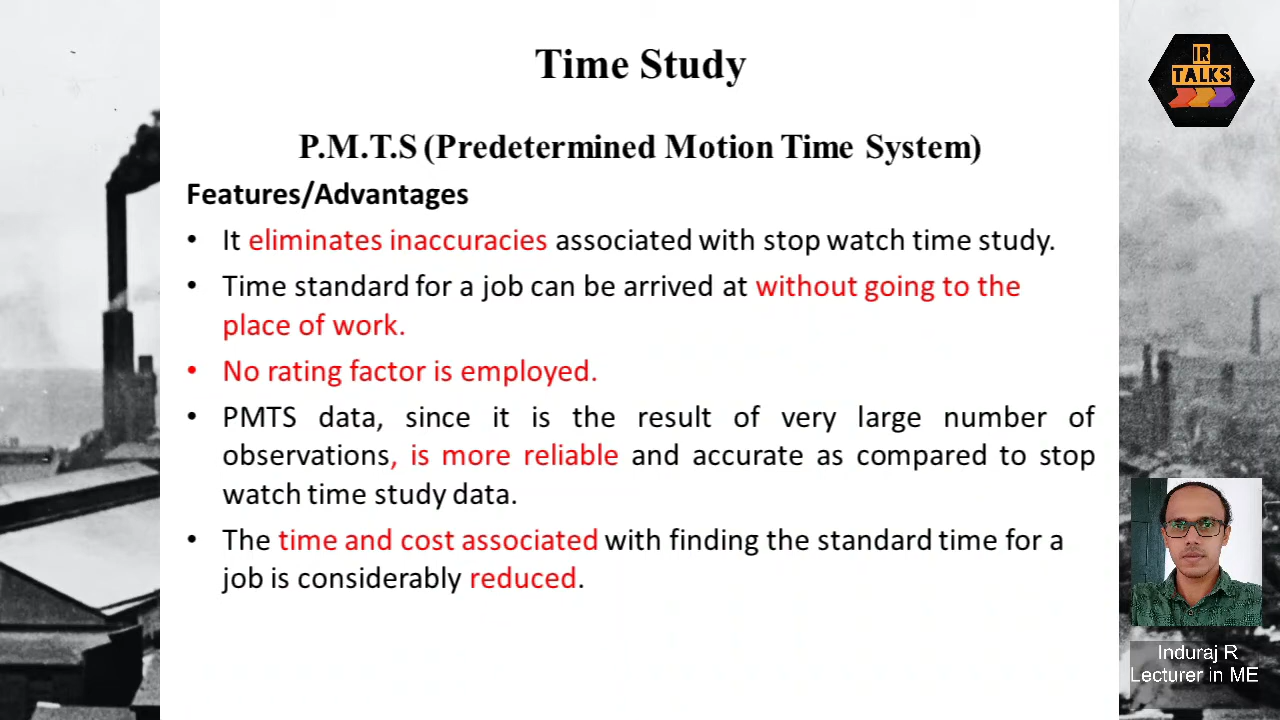 Time Study
IR
TALKS
P.M.T.S (Predetermined Motion Time System)
Features/Advantages
• It eliminates inaccuracies associated with stop watch time study.
• Time standard for a job can be arrived at without going to the
place of work.
• No rating factor is employed.
• PMTS data, since it is the result of very large number of
observations, is more reliable and accurate as compared to stop
watch time study data.
• The time and cost associated with finding the standard time for a
job is considerably reduced.
Induraj R
Lecturer in ME